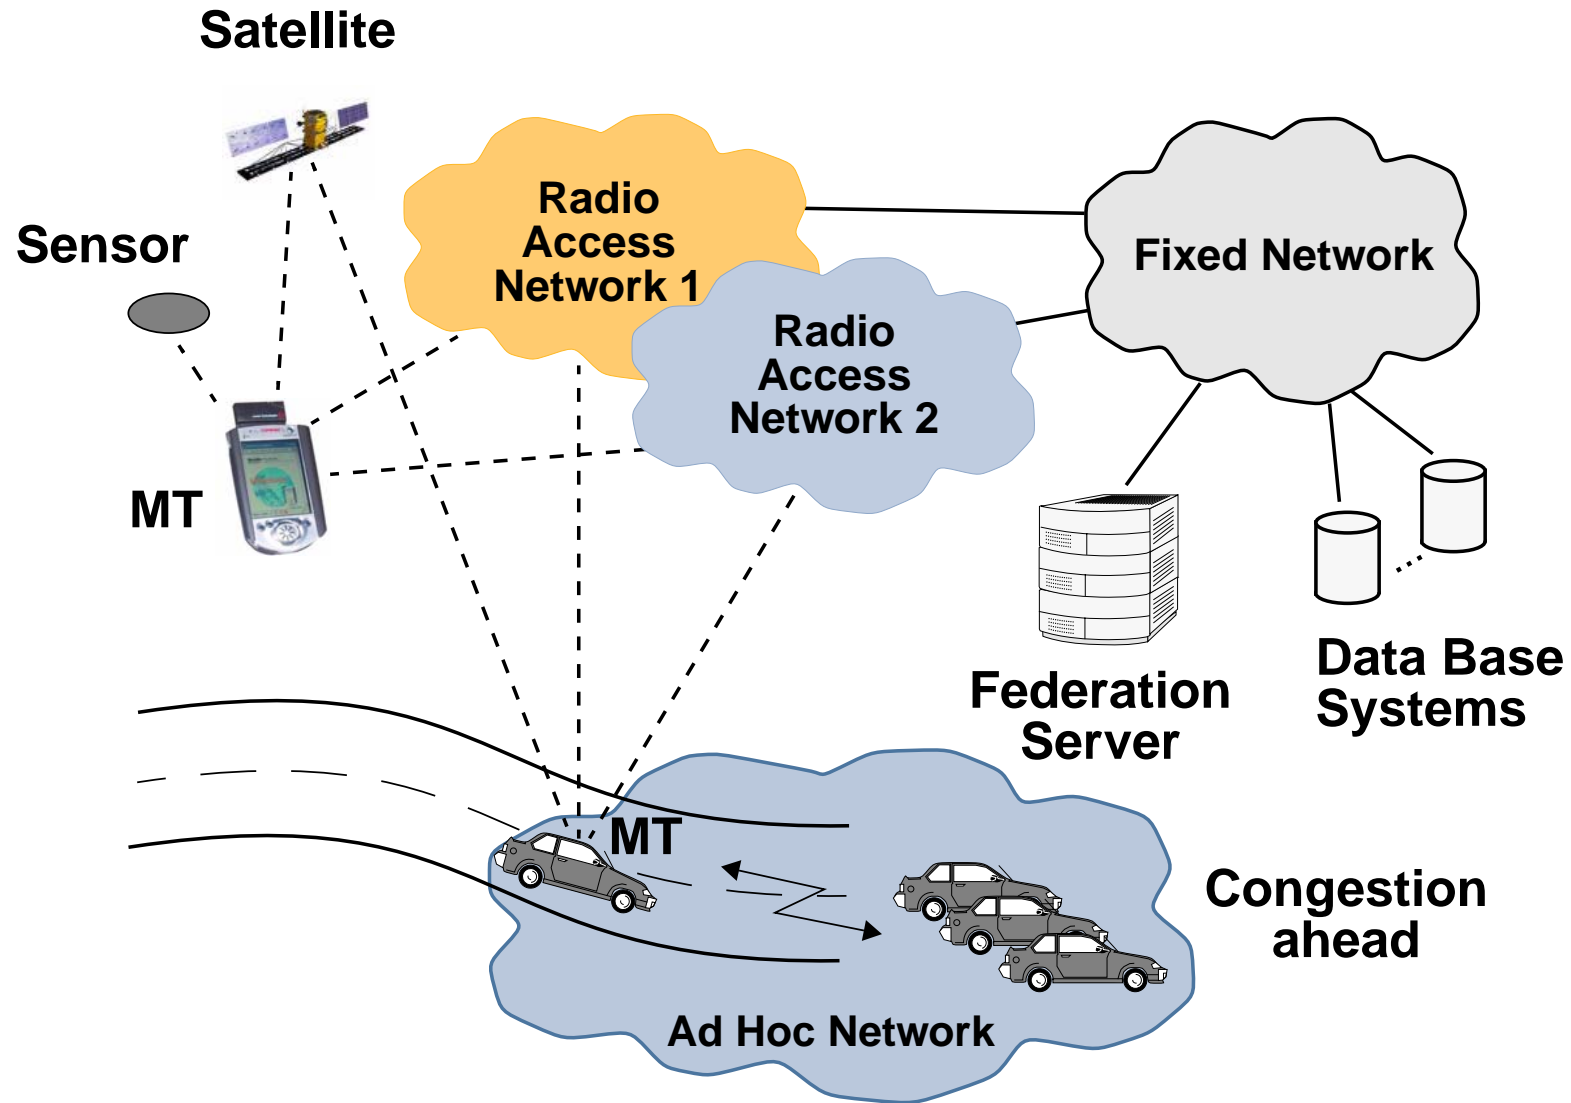 Satellite
Sensor
MT
Radio
Access
Network 1
Radio
Access
Network 2
Fixed Network
Federation
Server
Data Base
Systems
MT
Congestion
ahead
Ad Hoc Network